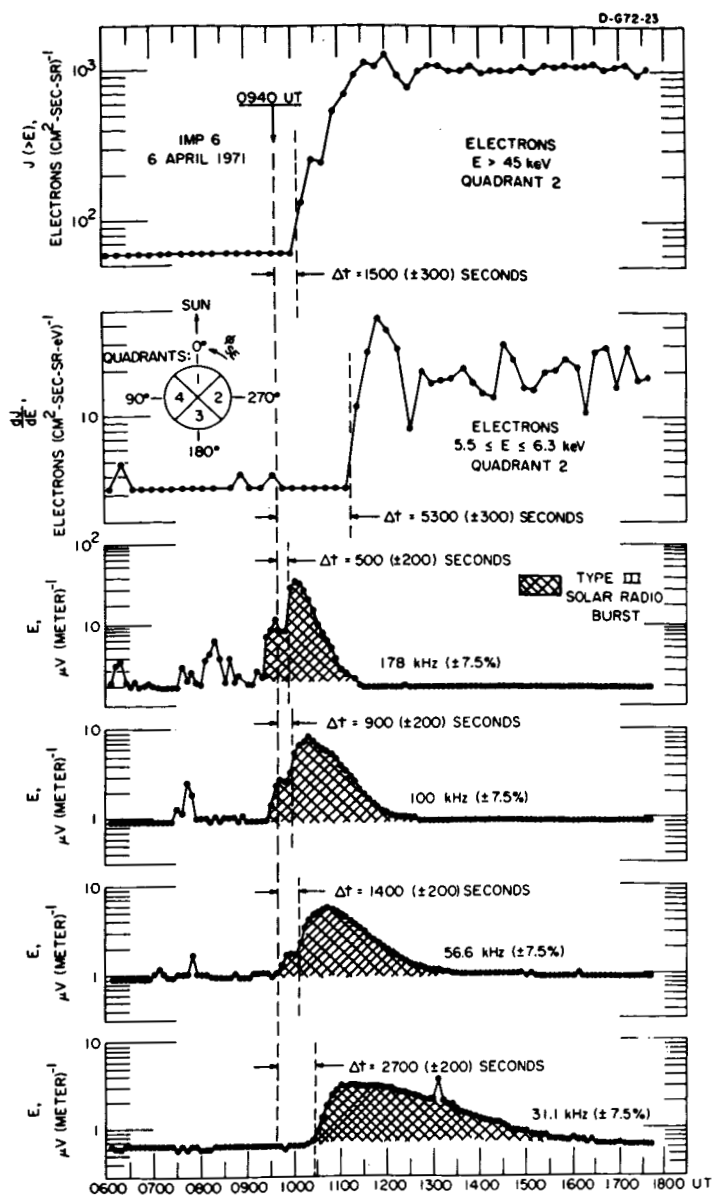 D-G72-23
10³
10²
J (>E),
ELECTRONS (CM²-SEC-SR)⁻¹
0940 UT
IMP 6
6 APRIL 1971
ELECTRONS
E > 45 keV
QUADRANT 2
Δt = 1500 (±300) SECONDS
dJ/dE,
ELECTRONS (CM²-SEC-SR-eV)⁻¹
10
SUN
0°
QUADRANTS:
1
90°
4
2
270°
3
180°
ELECTRONS
5.5 ≤ E ≤ 6.3 keV
QUADRANT 2
Δt = 5300 (±300) SECONDS
10²
10
1
E,
μV (METER)⁻¹
Δt = 500 (±200) SECONDS
TYPE III
SOLAR RADIO
BURST
178 kHz (±7.5%)
10
1
E,
μV (METER)⁻¹
Δt = 900 (±200) SECONDS
100 kHz (±7.5%)
10
1
E,
μV (METER)⁻¹
Δt = 1400 (±200) SECONDS
56.6 kHz (±7.5%)
10
1
E,
μV (METER)⁻¹
Δt = 2700 (±200) SECONDS
31.1 kHz (±7.5%)
0600 0700 0800 0900 1000 1100 1200 1300 1400 1500 1600 1700 1800 UT